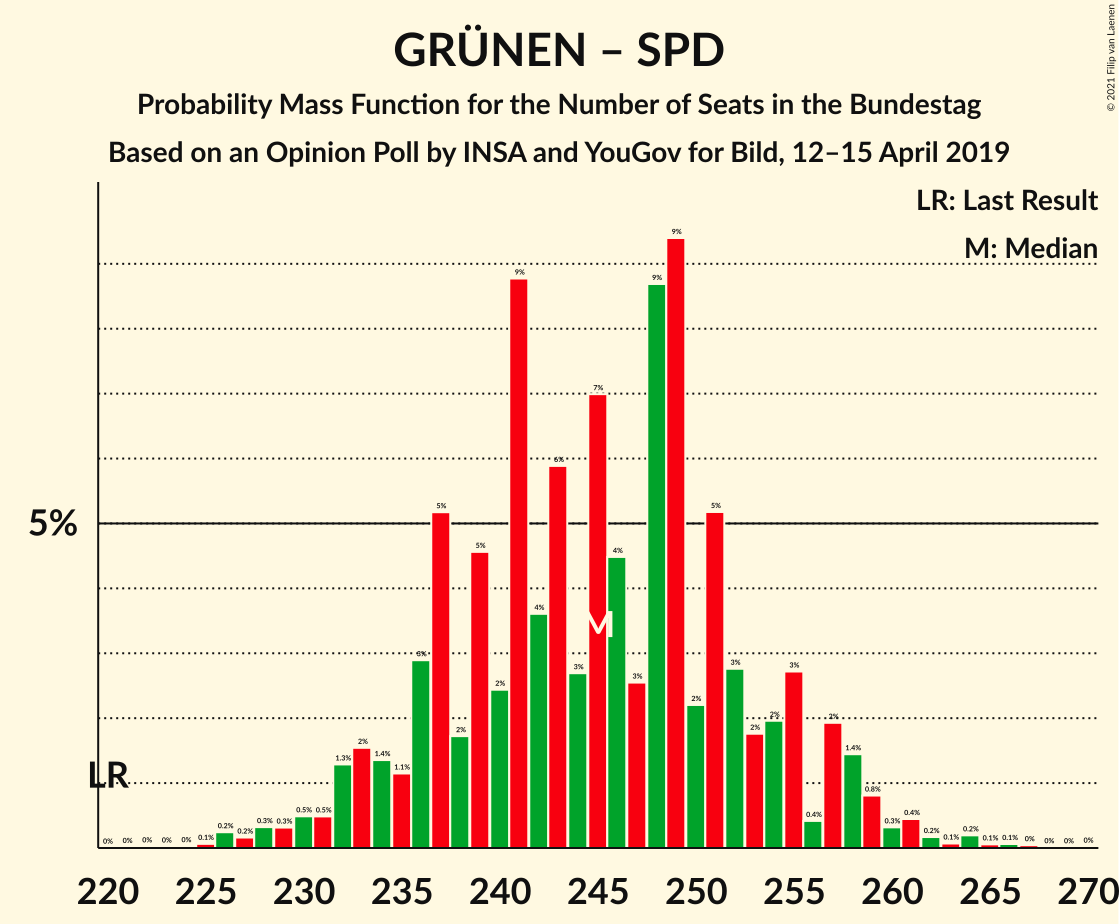 GRÜNEN – SPD
Probability Mass Function for the Number of Seats in the Bundestag
Based on an Opinion Poll by INSA and YouGov for Bild, 12–15 April 2019
© 2021 Filip van Laenen
LR: Last Result
M: Median
5%
LR
M
0% 0% 0% 0% 0% 0.1% 0.2% 0.2% 0.3% 0.3% 0.5% 0.5% 1.3% 2% 1.4% 1.1% 3% 5% 2% 5% 2% 9% 4% 6% 3% 7% 4% 3% 9% 9% 2% 5% 3% 2% 2% 3% 0.4% 2% 1.4% 0.8% 0.3% 0.4% 0.2% 0.1% 0.2% 0.1% 0.1% 0% 0% 0% 0%
220 225 230 235 240 245 250 255 260 265 270